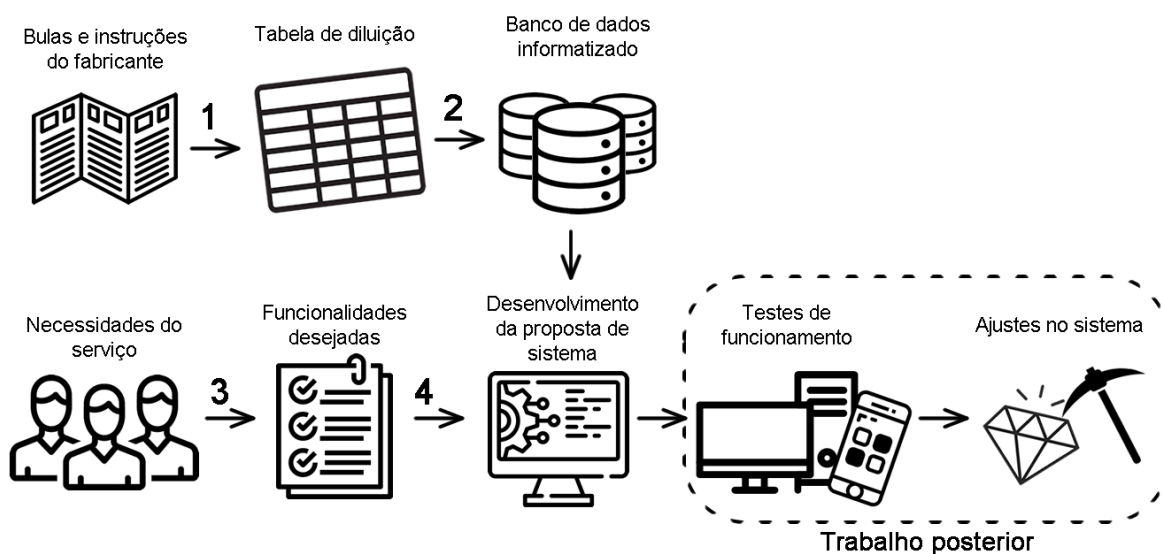 Bulas e instruções
do fabricante
1
Tabela de diluição
2
Banco de dados
informatizado
Necessidades do
serviço
3
Funcionalidades
desejadas
4
Desenvolvimento
da proposta de
sistema
Testes de
funcionamento
Ajustes no sistema
Trabalho posterior